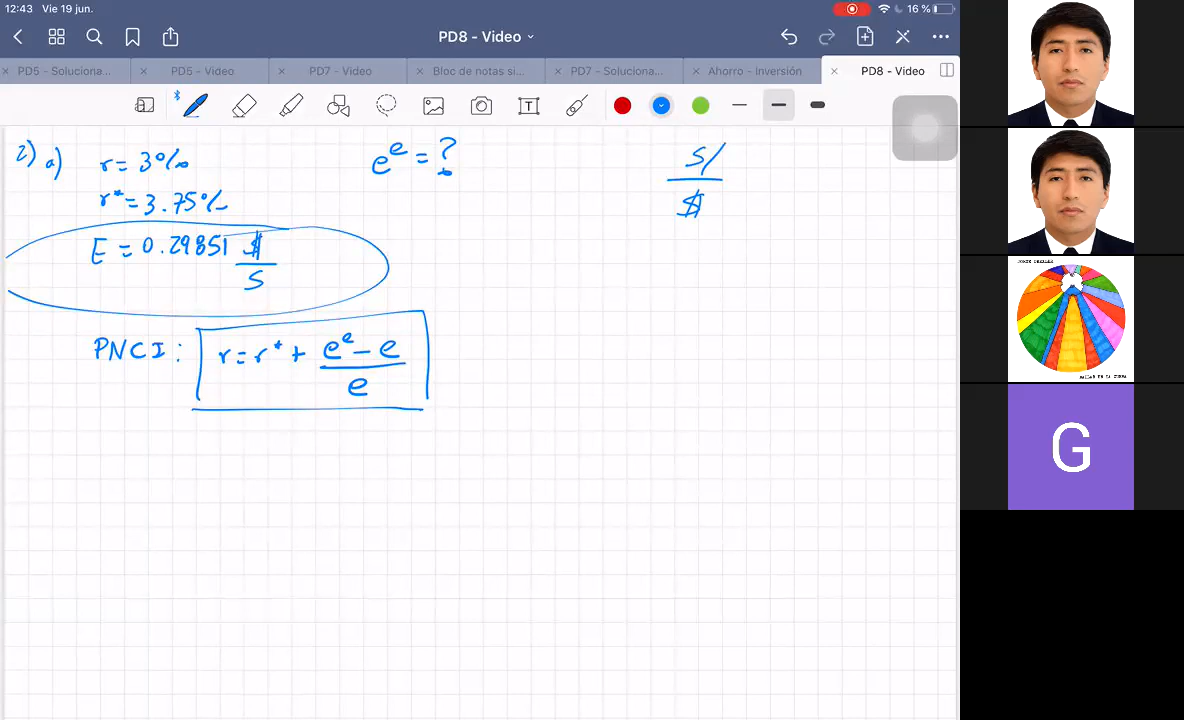 12:43 Vie 19 jun.
16 %
PD8 - Video
PD5 - Soluciona...
PD5 - Video
PD7 - Video
Bloc de notas si...
PD7 - Soluciona...
Ahorro - Inversión
PD8 - Video
2) a) r = 3%
e^e = ?
S/
$
r* = 3.75%
E = 0.29851 $/S
PNCI: r = r* + (e^e - e)/e
G